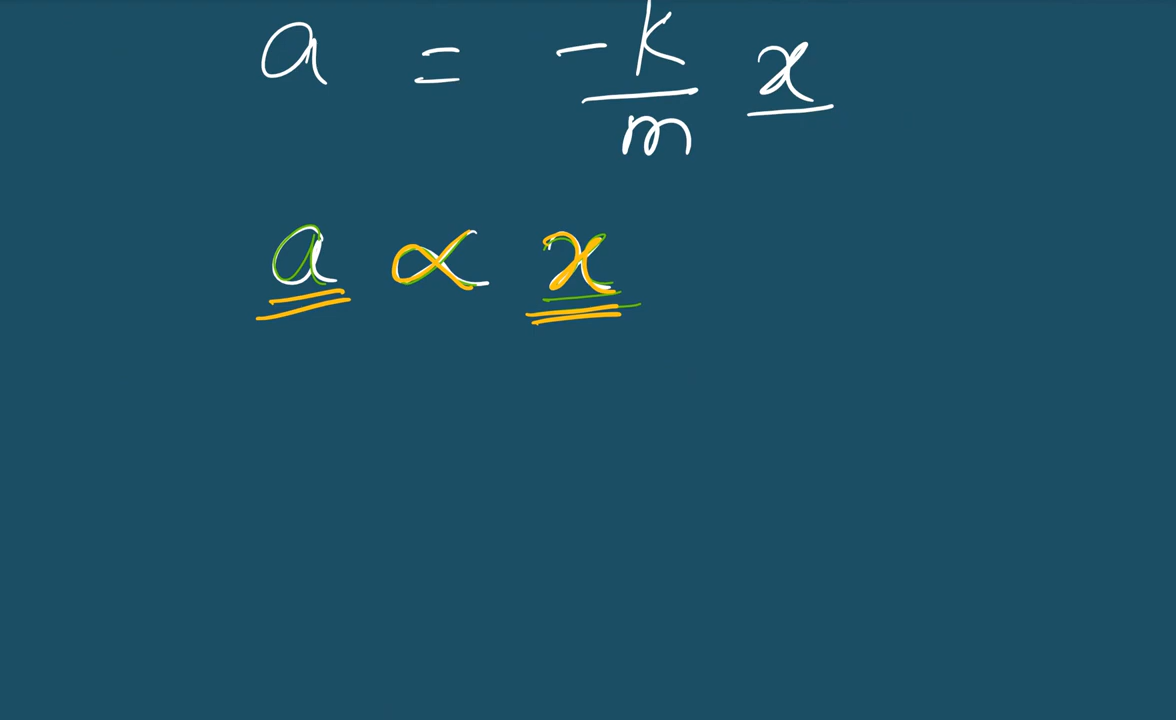 a = -k/m x
a ∝ x